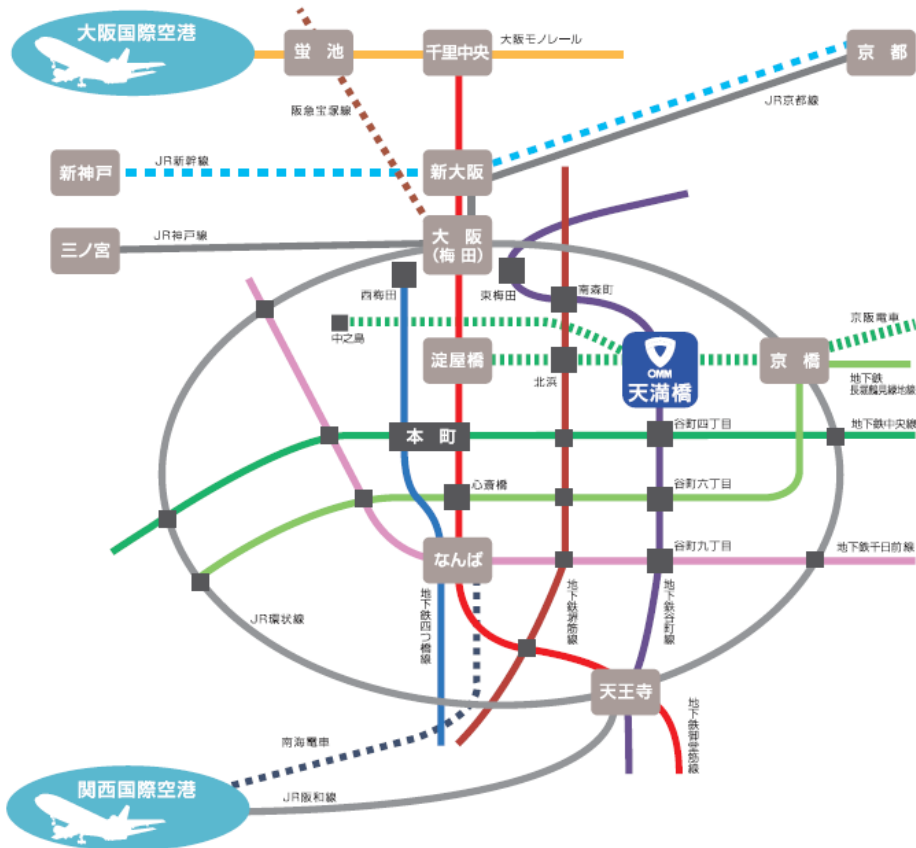 大阪国際空港
蛍池
千里中央
大阪モノレール
京都
阪急宝塚線
JR京都線
新神戸
JR新幹線
新大阪
三ノ宮
JR神戸線
大阪
(梅田)
西梅田
東梅田
南森町
中之島
淀屋橋
北浜
OMM
天満橋
京橋
京阪電車
地下鉄
長堀鶴見緑地線
本町
谷町四丁目
地下鉄中央線
心斎橋
谷町六丁目
なんば
谷町九丁目
地下鉄千日前線
JR環状線
地下鉄四つ橋線
地下鉄堺筋線
地下鉄谷町線
天王寺
地下鉄御堂筋線
南海電車
関西国際空港
JR阪和線